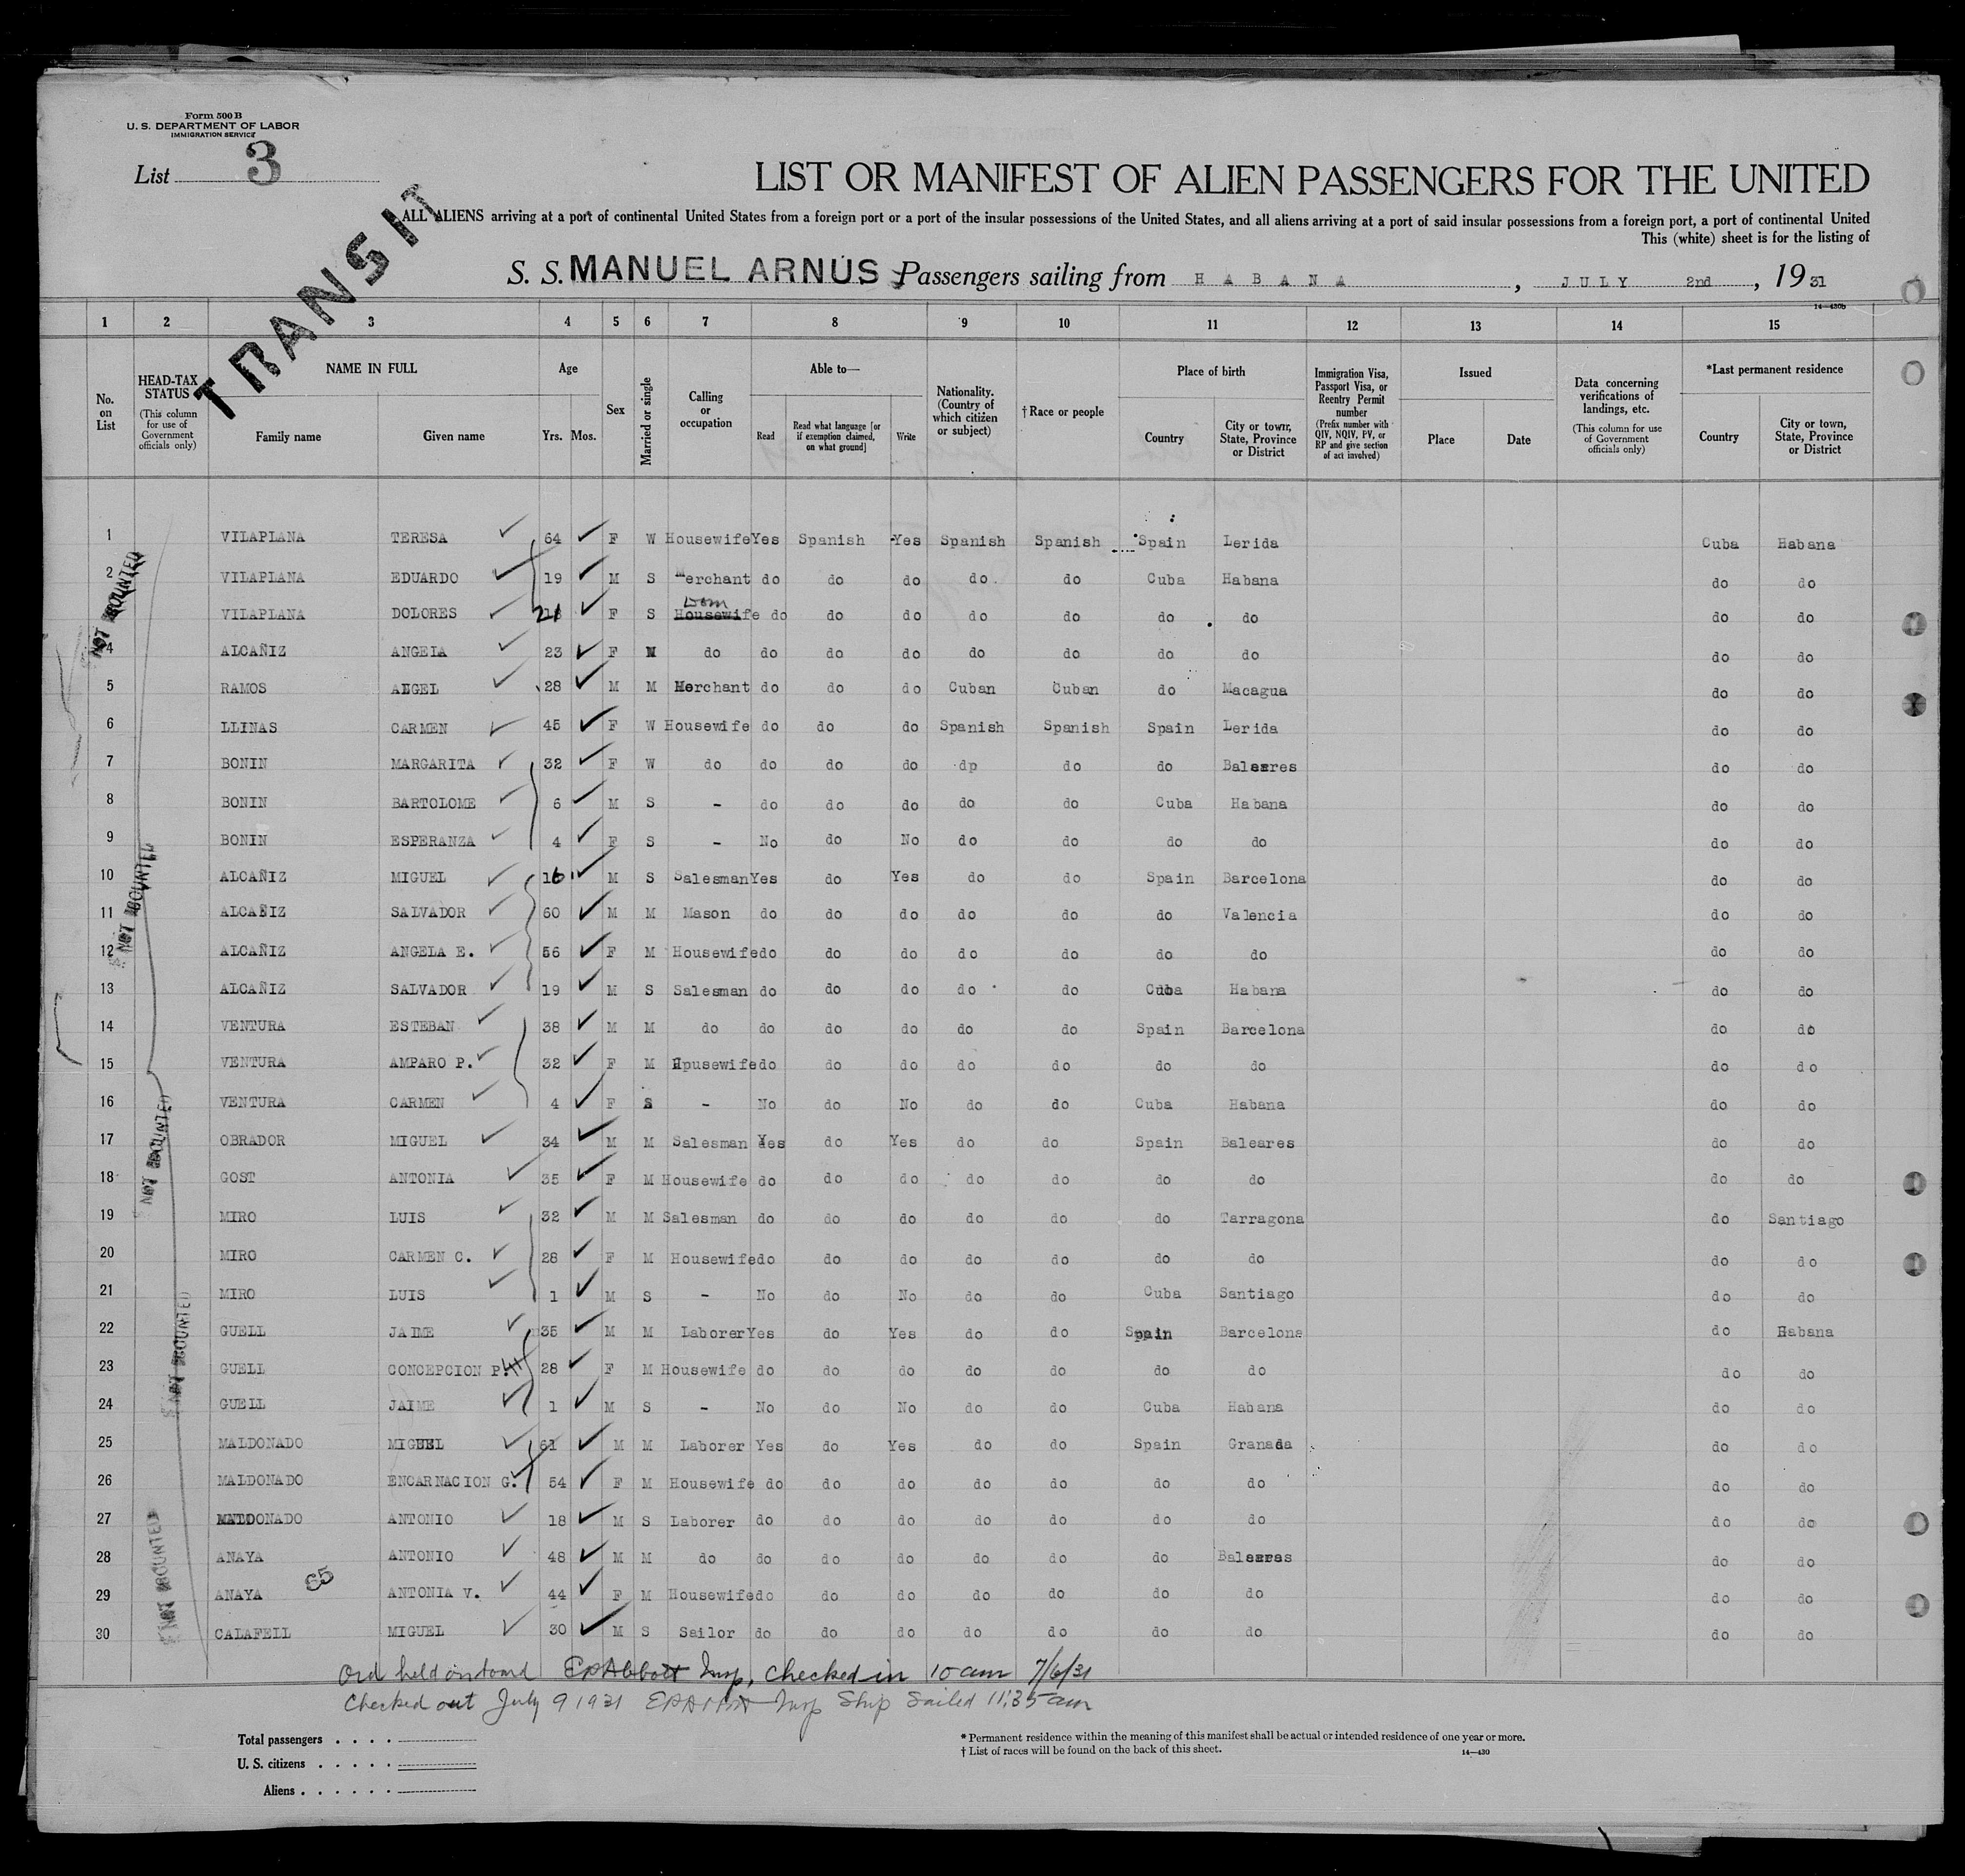 Form 500 B
U. S. DEPARTMENT OF LABOR
IMMIGRATION SERVICE
List 3
TRANSIT
LIST OR MANIFEST OF ALIEN PASSENGERS FOR THE UNITED
ALL ALIENS arriving at a port of continental United States from a foreign port or a port of the insular possessions of the United States, and all aliens arriving at a port of said insular possessions from a foreign port, a port of continental United
This (white) sheet is for the listing of
S. S. MANUEL ARNUS Passengers sailing from HABANA, JULY 2nd, 1931
14—430b
1 2 3 4 5 6 7 8 9 10 11 12 13 14 15
No. on List
HEAD-TAX STATUS (This column for use of Government officials only)
NAME IN FULL
Family name Given name
Age
Yrs. Mos.
Sex
Married or single
Calling or occupation
Able to—
Read
Read what language [or if exemption claimed, on what ground]
Write
Nationality. (Country of which citizen or subject)
† Race or people
Place of birth
Country
City or town, State, Province or District
Immigration Visa, Passport Visa, or Reentry Permit number (Prefix number with QIV, NQIV, PV, or RP and give section of act involved)
Issued
Place Date
Data concerning verifications of landings, etc. (This column for use of Government officials only)
*Last permanent residence
Country
City or town, State, Province or District
1 VILAPLANA TERESA 64 F W Housewife Yes Spanish Yes Spanish Spanish Spain Lerida Cuba Habana
2 VILAPLANA EDUARDO 19 M S Merchant do do do do do Cuba Habana do do
VILAPLANA DOLORES 21 F S Housewife do do do do do do do do do
4 ALCAÑIZ ANGELA 23 F M do do do do do do do do do do
5 RAMOS ANGEL 28 M M Merchant do do do Cuban Cuban do Macagua do do
6 LLINAS CARMEN 45 F W Housewife do do do Spanish Spanish Spain Lerida do do
7 BONIN MARGARITA 32 F W do do do do dp do do Baleares do do
8 BONIN BARTOLOME 6 M S - do do do do do Cuba Habana do do
9 BONIN ESPERANZA 4 F S - No do No do do do do do do
10 ALCAÑIZ MIGUEL 16 M S Salesman Yes do Yes do do Spain Barcelona do do
11 ALCAÑIZ SALVADOR 60 M M Mason do do do do do do Valencia do do
12 ALCAÑIZ ANGELA E. 56 F M Housewife do do do do do do do do do
13 ALCAÑIZ SALVADOR 19 M S Salesman do do do do do Cuba Habana do do
14 VENTURA ESTEBAN 38 M M do do do do do do Spain Barcelona do do
15 VENTURA AMPARO P. 32 F M Hpusewife do do do do do do do do do
16 VENTURA CARMEN 4 F S - No do No do do Cuba Habana do do
17 OBRADOR MIGUEL 34 M M Salesman Yes do Yes do do Spain Baleares do do
18 GOST ANTONIA 35 F M Housewife do do do do do do do do do
19 MIRO LUIS 32 M M Salesman do do do do do do Tarragona do Santiago
20 MIRO CARMEN C. 28 F M Housewife do do do do do do do do do
21 MIRO LUIS 1 M S - No do No do do Cuba Santiago do do
22 GUELL JAIME 35 M M Laborer Yes do Yes do do Spain Barcelona do Habana
23 GUELL CONCEPCION P. 28 F M Housewife do do do do do do do do do
24 GUELL JAIME 1 M S - No do No do do Cuba Habana do do
25 MALDONADO MIGUEL 61 M M Laborer Yes do Yes do do Spain Granada do do
26 MALDONADO ENCARNACION G. 54 F M Housewife do do do do do do do do do
27 MALDONADO ANTONIO 18 M S Laborer do do do do do do do do do
28 ANAYA ANTONIO 48 M M do do do do do do do Baleares do do
29 ANAYA 65 ANTONIA V. 44 F M Housewife do do do do do do do do do
30 CALAFELL MIGUEL 30 M S Sailor do do do do do do do do do
Ord held on board EPAbbott Insp, Checked in 10 am 7/6/31
Checked out July 9 1931 EPAbbott Insp Ship Sailed 11:35 am
Total passengers
U. S. citizens
Aliens
* Permanent residence within the meaning of this manifest shall be actual or intended residence of one year or more.
† List of races will be found on the back of this sheet.
14—430